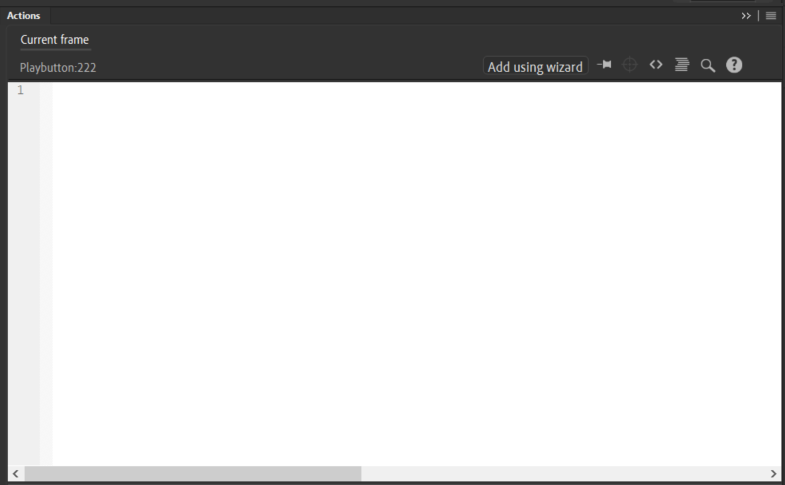 Actions
Current frame
Playbutton:222
Add using wizard
1